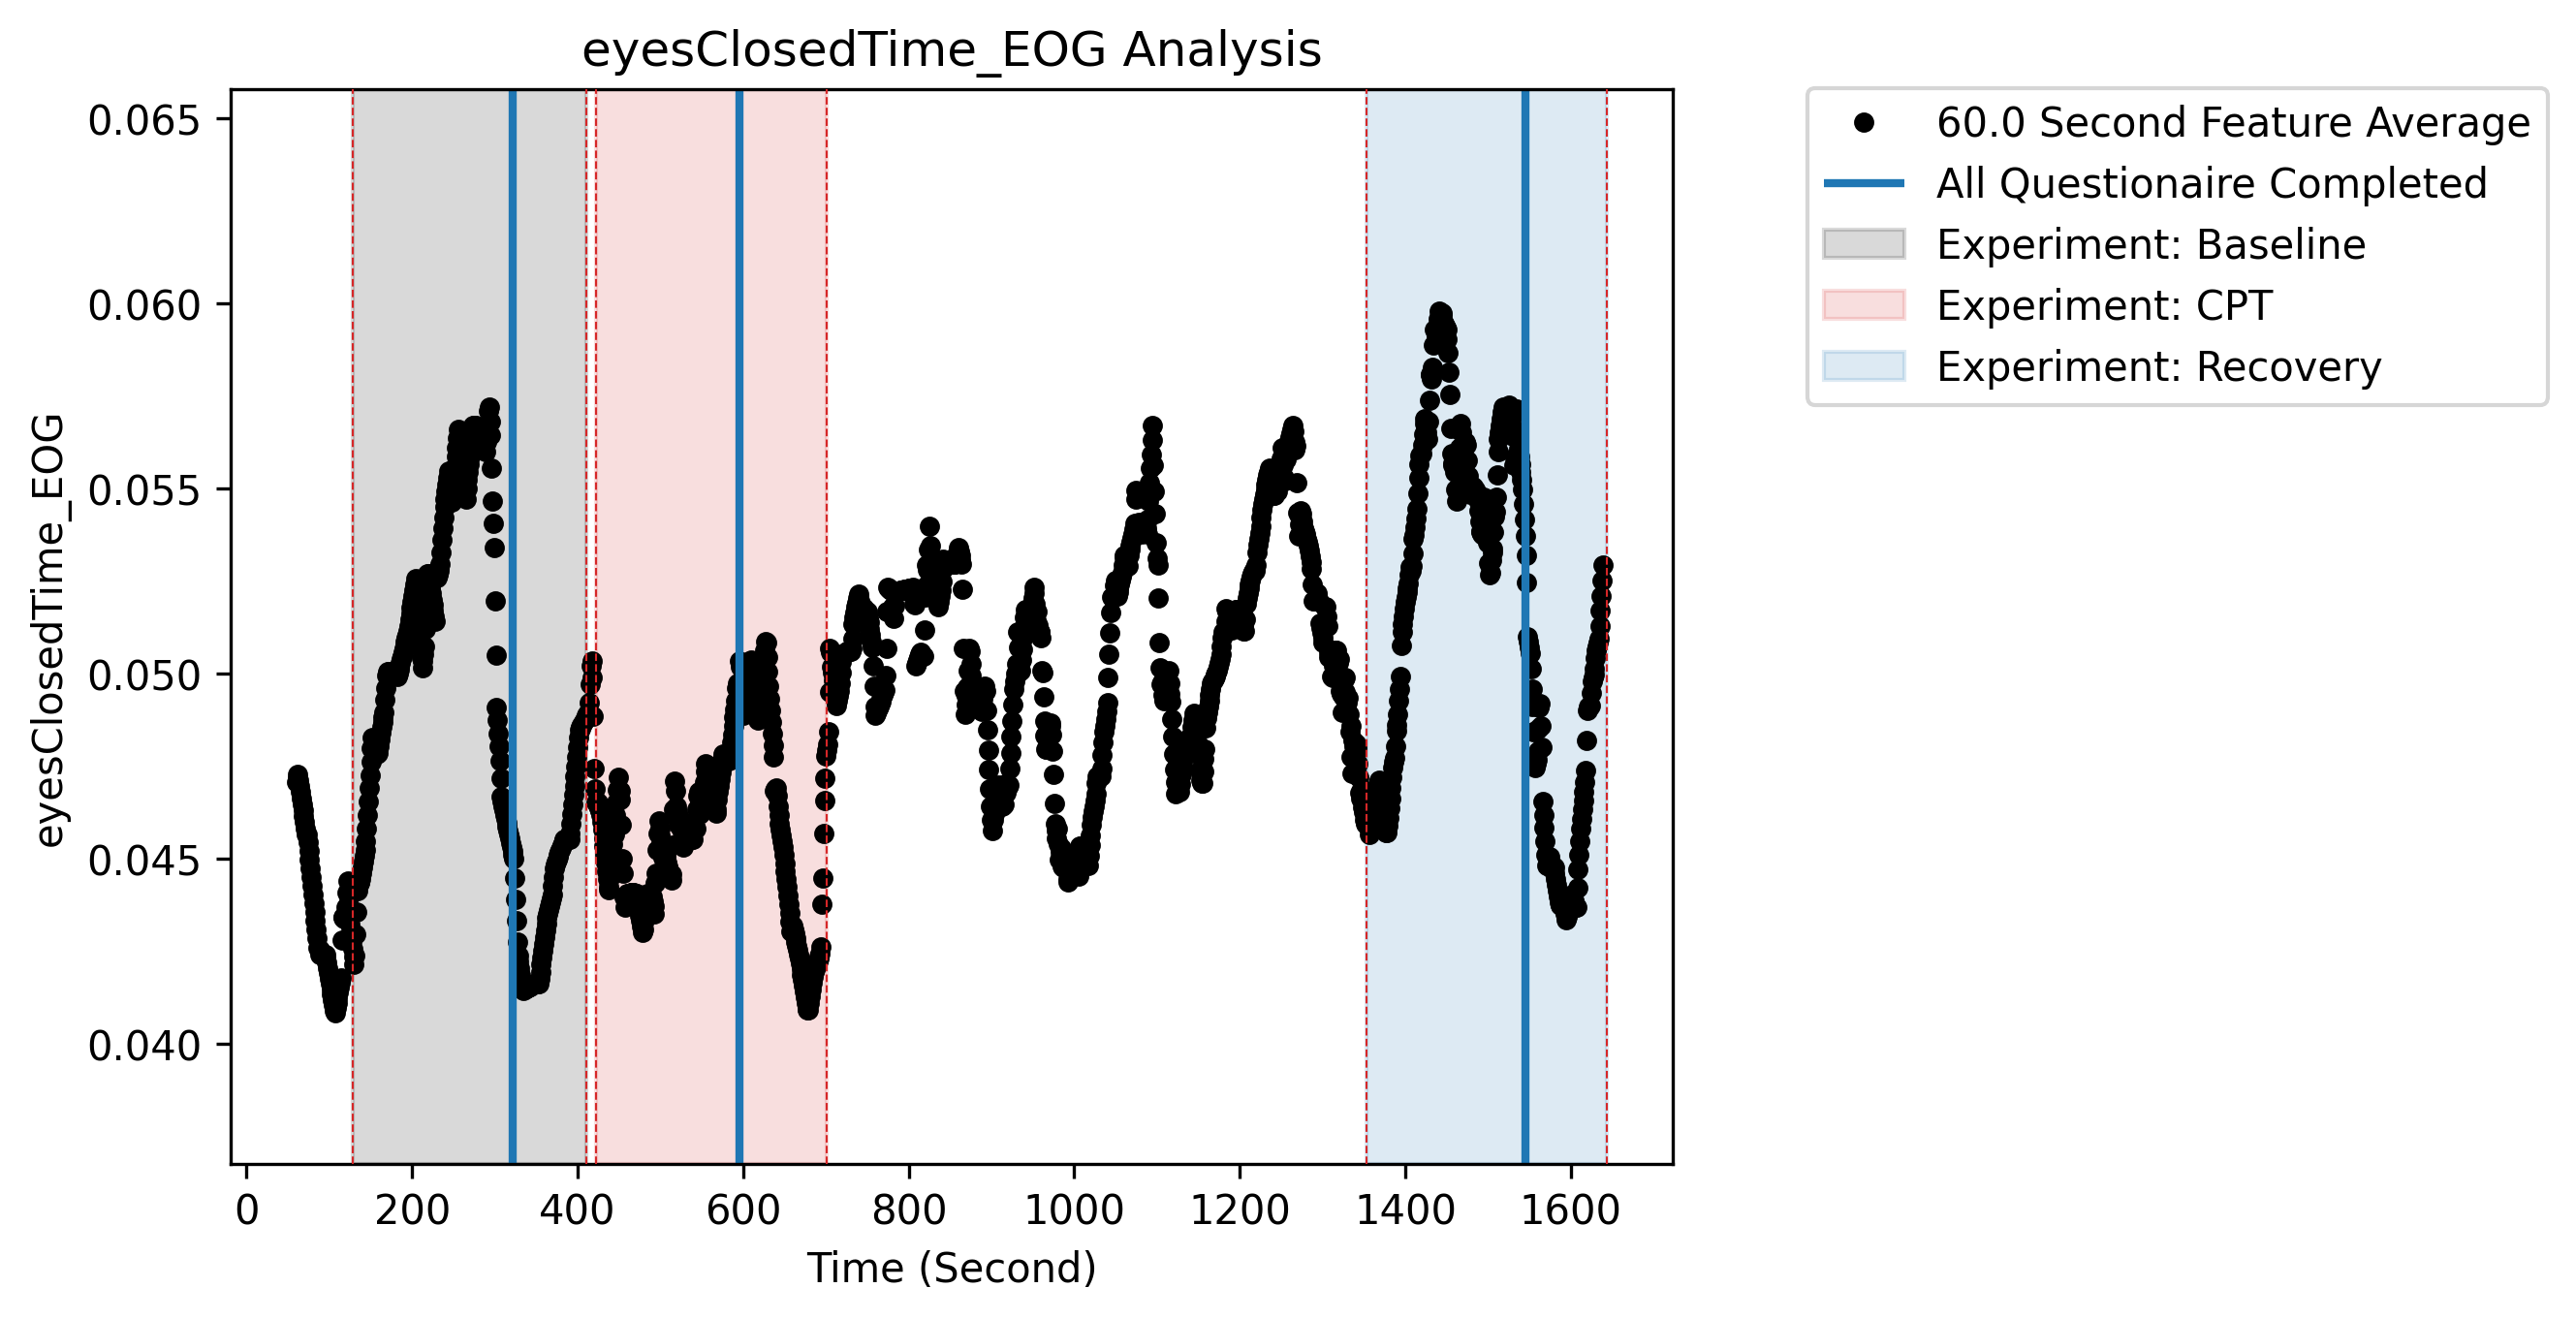 eyesClosedTime_EOG Analysis
0.065
0.060
0.055
0.050
0.045
0.040
eyesClosedTime_EOG
0 200 400 600 800 1000 1200 1400 1600
Time (Second)
60.0 Second Feature Average
All Questionaire Completed
Experiment: Baseline
Experiment: CPT
Experiment: Recovery